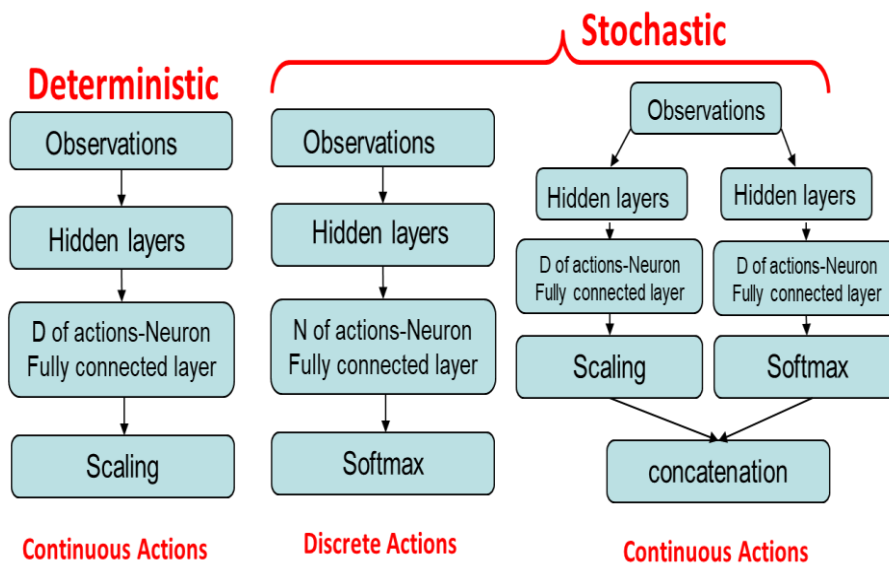 Stochastic
Deterministic
Observations
Hidden layers
D of actions-Neuron
Fully connected layer
Scaling
Continuous Actions
Observations
Hidden layers
N of actions-Neuron
Fully connected layer
Softmax
Discrete Actions
Observations
Hidden layers
Hidden layers
D of actions-Neuron
Fully connected layer
D of actions-Neuron
Fully connected layer
Scaling
Softmax
concatenation
Continuous Actions